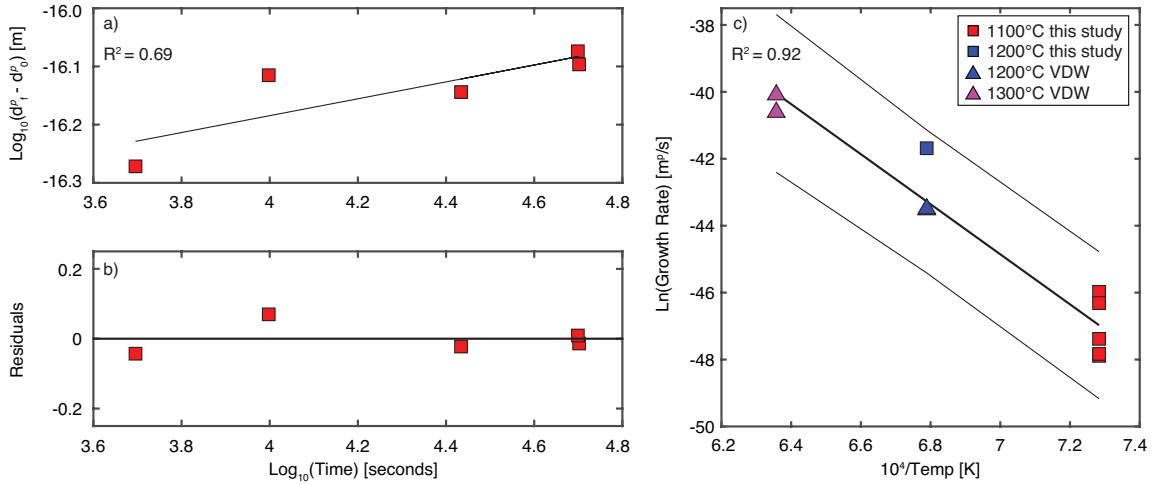 a)
R² = 0.69
Log₁₀(dᵖf - dᵖ₀) [m]
-16.0
-16.1
-16.2
-16.3
3.6
3.8
4
4.2
4.4
4.6
4.8
b)
Residuals
0.2
0
-0.2
3.6
3.8
4
4.2
4.4
4.6
4.8
Log₁₀(Time) [seconds]
c)
R² = 0.92
1100°C this study
1200°C this study
1200°C VDW
1300°C VDW
Ln(Growth Rate) [mᵖ/s]
-38
-40
-42
-44
-46
-48
-50
6.2
6.4
6.6
6.8
7
7.2
7.4
10⁴/Temp [K]